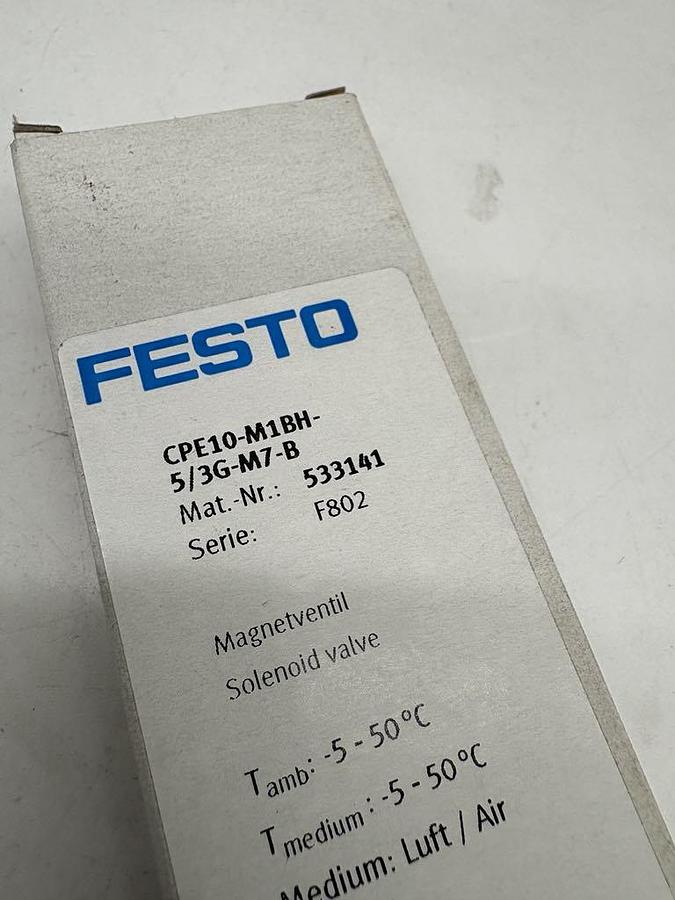 FESTO
CPE10-M1BH-
5/3G-M7-B
Mat.-Nr.: 533141
Serie: F802
Magnetventil
Solenoid valve
Tamb: -5 - 50°C
Tmedium: -5 - 50°C
Medium: Luft / Air